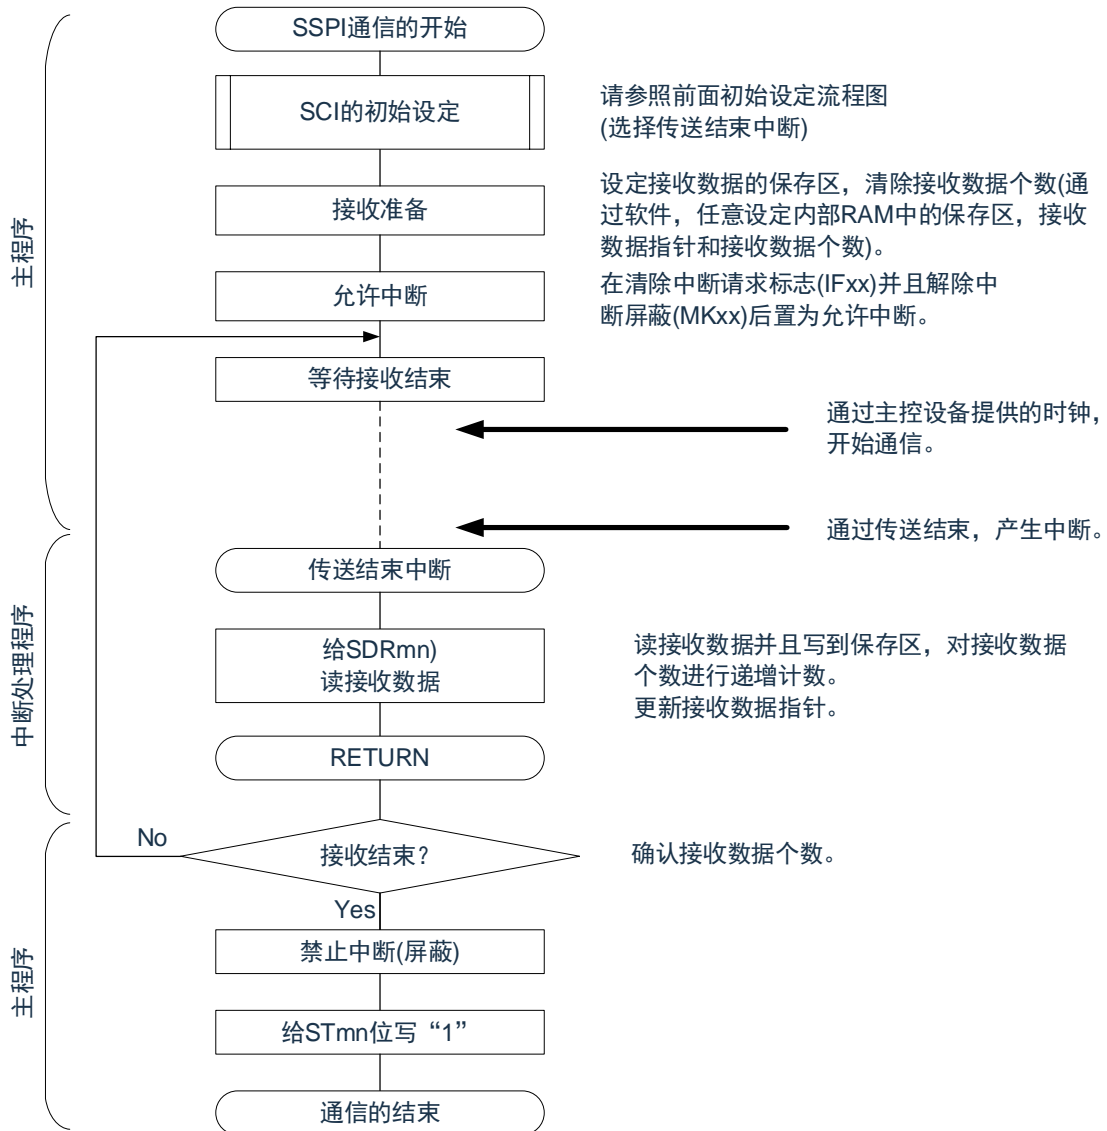 SSPI通信的开始
SCI的初始设定
请参照前面初始设定流程图
(选择传送结束中断)
接收准备
设定接收数据的保存区，清除接收数据个数(通
过软件，任意设定内部RAM中的保存区，接收
数据指针和接收数据个数)。
主程序
允许中断
在清除中断请求标志(IFxx)并且解除中
断屏蔽(MKxx)后置为允许中断。
等待接收结束
通过主控设备提供的时钟，
开始通信。
通过传送结束，产生中断。
传送结束中断
中断处理程序
给SDRmn)
读接收数据
读接收数据并且写到保存区，对接收数据
个数进行递增计数。
更新接收数据指针。
RETURN
No
接收结束？
确认接收数据个数。
Yes
禁止中断(屏蔽)
主程序
给STmn位写“1”
通信的结束